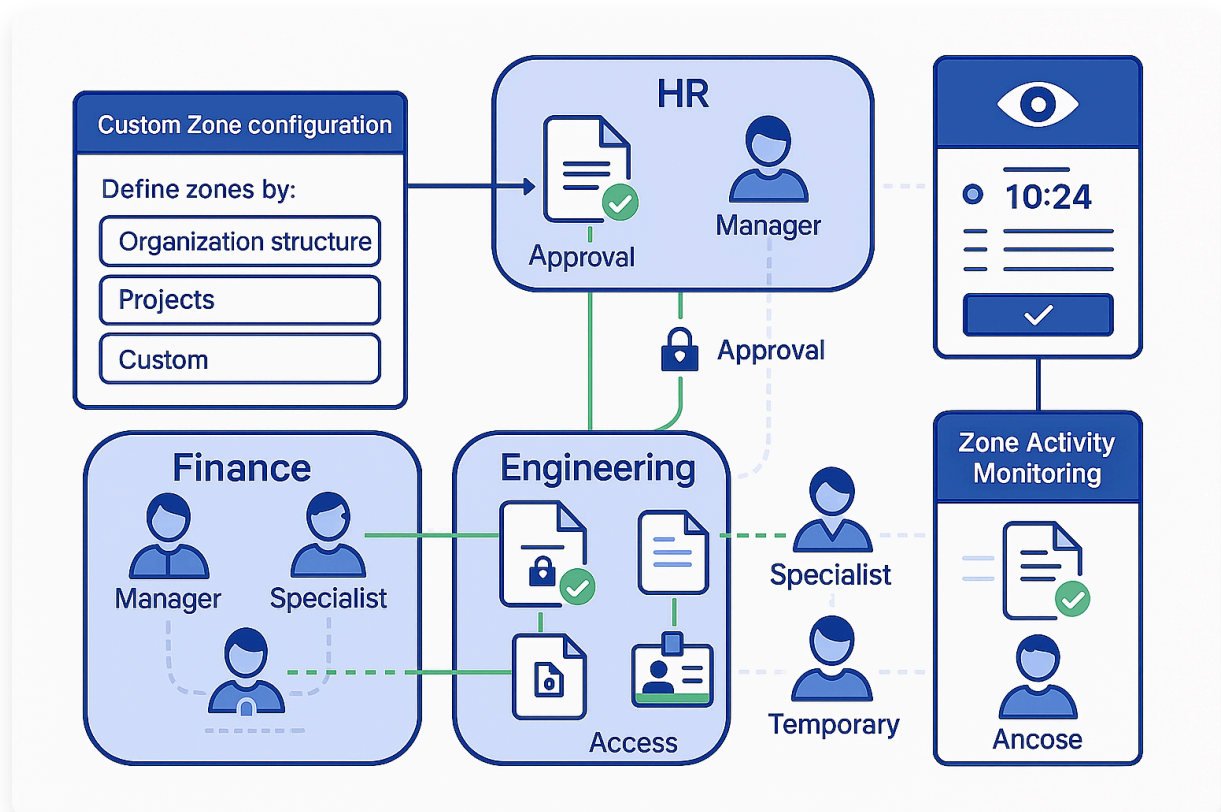 Custom Zone configuration
Define zones by:
Organization structure
Projects
Custom
HR
Approval
Manager
Approval
10:24
Finance
Manager
Specialist
Engineering
Access
Specialist
Temporary
Zone Activity
Monitoring
Ancose